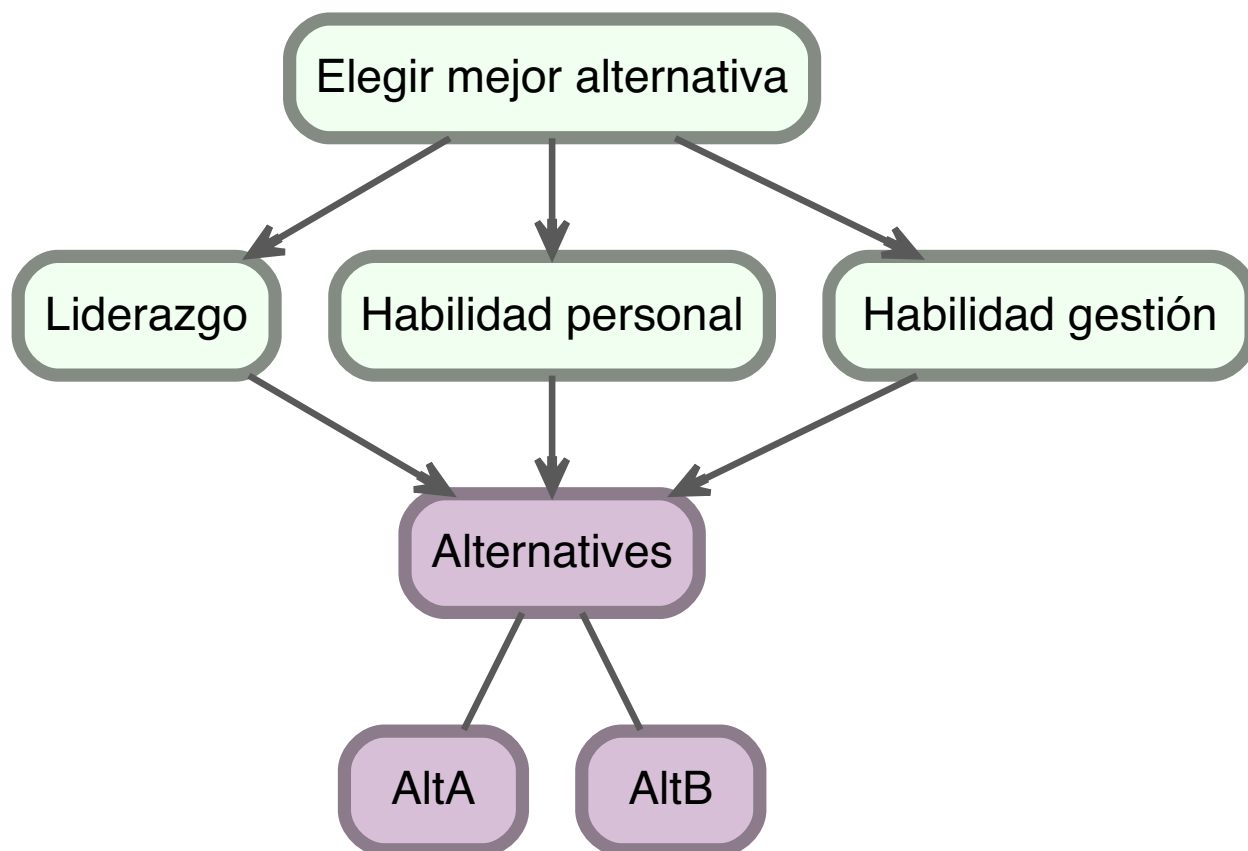 Elegir mejor alternativa
Liderazgo
Habilidad personal
Habilidad gestión
Alternatives
AltA
AltB